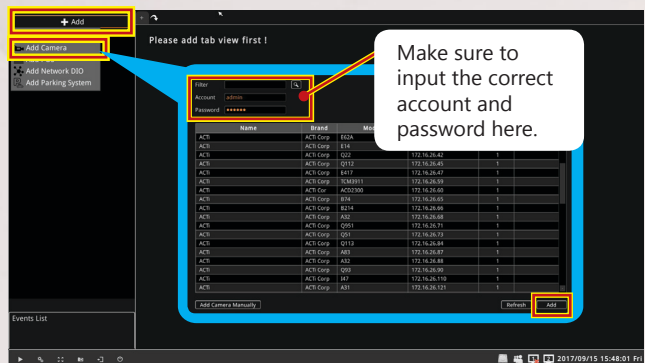 + Add
Please add tab view first !
Add Camera
Add Network DIO
Add Parking System
Make sure to
input the correct
account and
password here.
Filter
Account admin
Password ******
Name Brand
ACTi ACTi Corp E62A
ACTi ACTi Corp E14
ACTi ACTi Corp Q22 172.16.26.42 1
ACTi ACTi Corp Q112 172.16.26.45 1
ACTi ACTi Corp E417 172.16.26.47 1
ACTi ACTi Corp TCM3911 172.16.26.59 1
ACTi ACTi Cor ACD2300 172.16.26.60 1
ACTi ACTi Corp B74 172.16.26.65 1
ACTi ACTi Corp B214 172.16.26.66 1
ACTi ACTi Corp A32 172.16.26.68 1
ACTi ACTi Corp Q951 172.16.26.71 1
ACTi ACTi Corp Q51 172.16.26.73 1
ACTi ACTi Corp Q113 172.16.26.84 1
ACTi ACTi Corp A83 172.16.26.87 1
ACTi ACTi Corp A32 172.16.26.88 1
ACTi ACTi Corp Q93 172.16.26.90 1
ACTi ACTi Corp I47 172.16.26.110 1
ACTi ACTi Corp A31 172.16.26.121 1
Add Camera Manually Refresh Add
Events List
1 2 2017/09/15 15:48:01 Fri